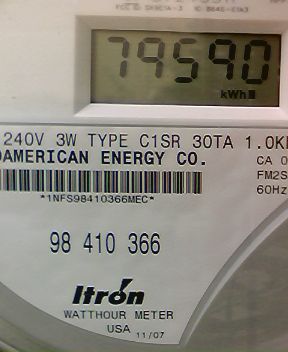 79590
kWh
240V 3W TYPE C1SR 30TA 1.0K
AMERICAN ENERGY CO.
CA 0
FM2S
60Hz
*1NFS98410366MEC*
98 410 366
Itrón
WATTHOUR METER
USA 11/07